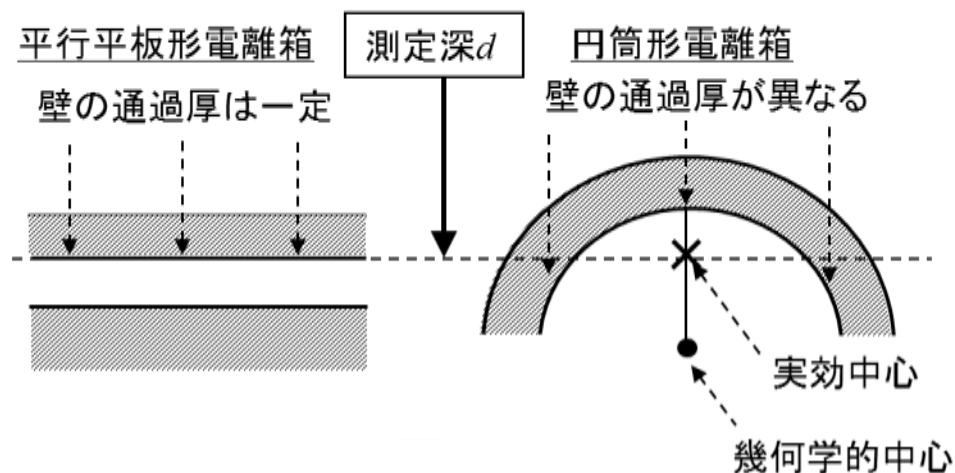 平行平板形電離箱
壁の通過厚は一定
測定深d
円筒形電離箱
壁の通過厚が異なる
実効中心
幾何学的中心